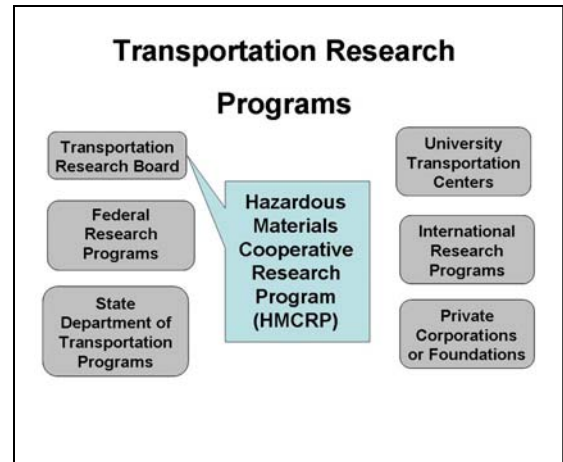 Transportation Research
Programs
Transportation
Research Board
Federal
Research
Programs
State
Department of
Transportation
Programs
Hazardous
Materials
Cooperative
Research
Program
(HMCRP)
University
Transportation
Centers
International
Research
Programs
Private
Corporations
or Foundations